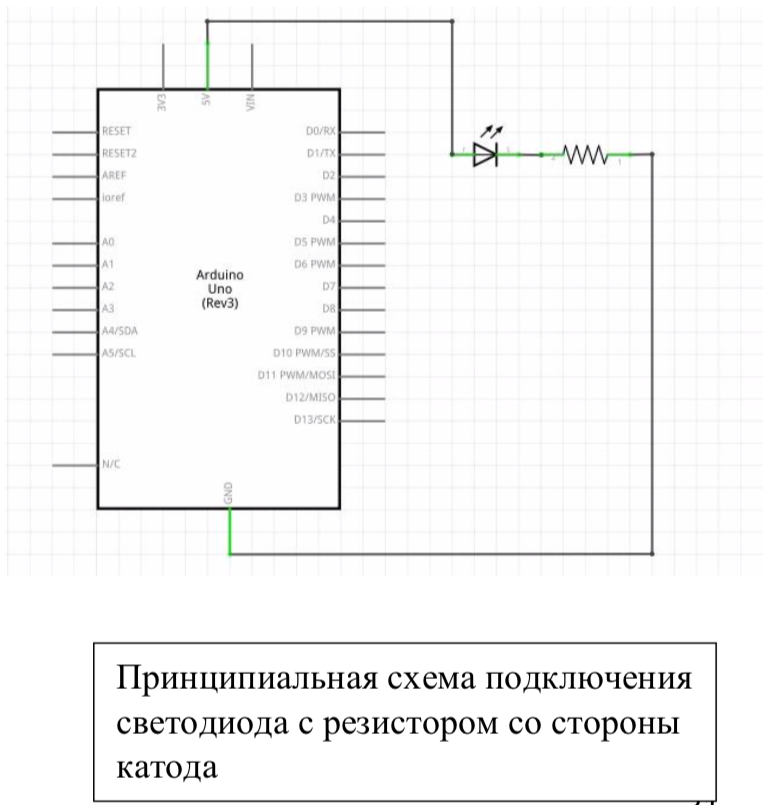 3V3
5V
VIN
RESET
RESET2
AREF
ioref
A0
A1
A2
A3
A4/SDA
A5/SCL
N/C
D0/RX
D1/TX
D2
D3 PWM
D4
D5 PWM
D6 PWM
D7
D8
D9 PWM
D10 PWM/SS
D11 PWM/MOSI
D12/MISO
D13/SCK
Arduino
Uno
(Rev3)
GND
Принципиальная схема подключения
светодиода с резистором со стороны
катода